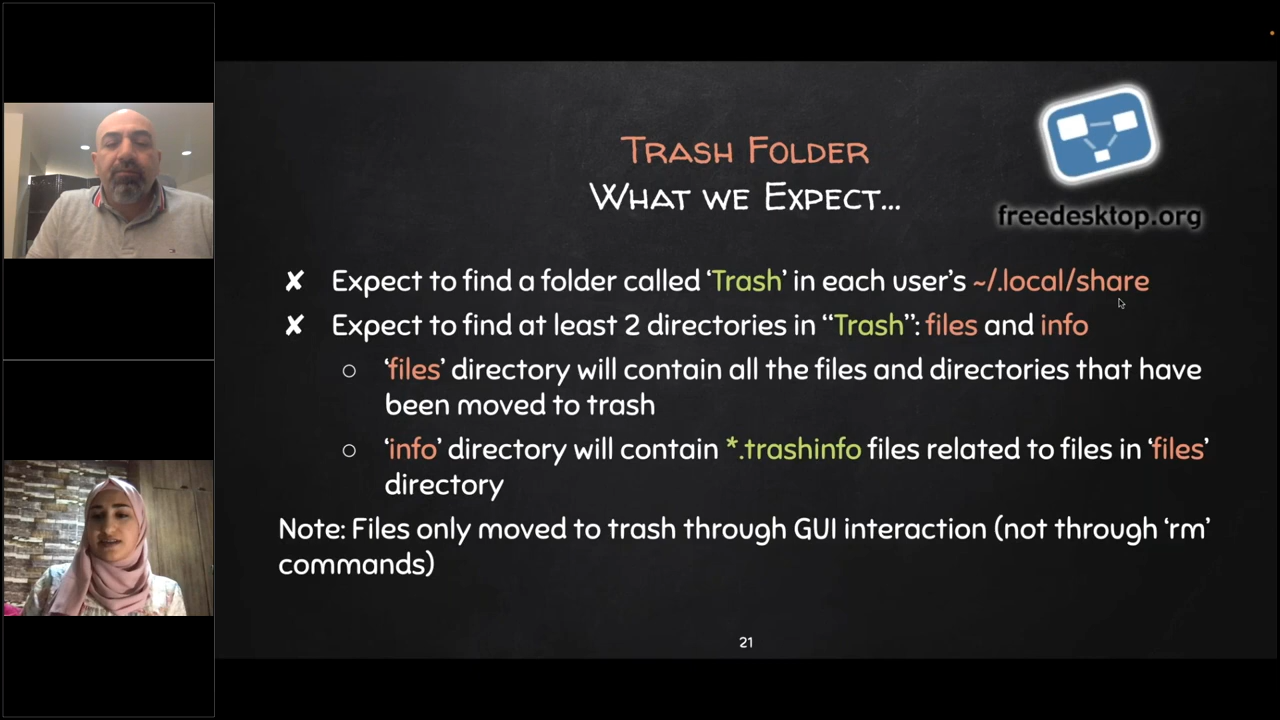 Trash Folder
What we Expect...
freedesktop.org
✘ Expect to find a folder called ‘Trash’ in each user’s ~/.local/share
✘ Expect to find at least 2 directories in “Trash”: files and info
○ ‘files’ directory will contain all the files and directories that have
been moved to trash
○ ‘info’ directory will contain *.trashinfo files related to files in ‘files’
directory
Note: Files only moved to trash through GUI interaction (not through ‘rm’
commands)
21